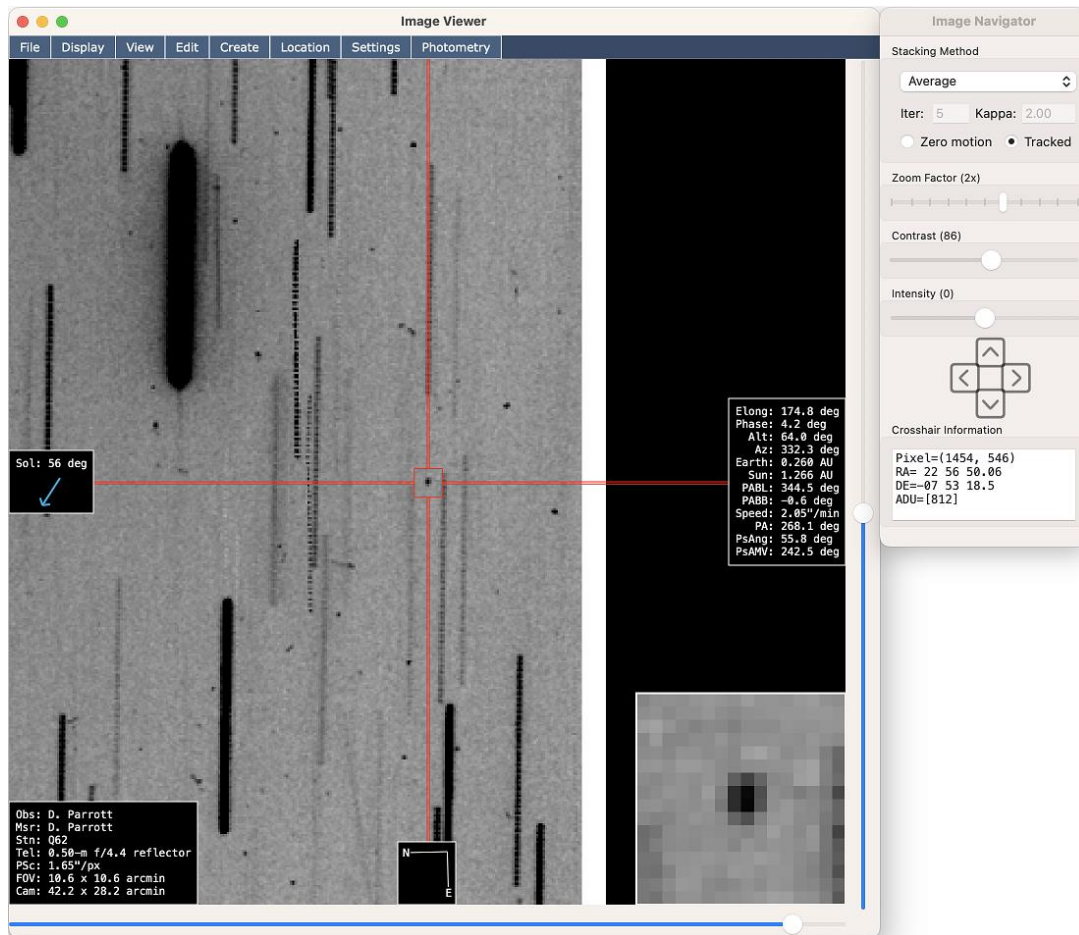 Image Viewer
File Display View Edit Create Location Settings Photometry
Sol: 56 deg
Elong: 174.8 deg
Phase: 4.2 deg
Alt: 64.0 deg
Az: 332.3 deg
Earth: 0.260 AU
Sun: 1.266 AU
PABL: 344.5 deg
PABB: -0.6 deg
Speed: 2.05"/min
PA: 268.1 deg
PsAng: 55.8 deg
PsAMV: 242.5 deg
Obs: D. Parrott
Msr: D. Parrott
Stn: Q62
Tel: 0.50-m f/4.4 reflector
PSc: 1.65"/px
FOV: 10.6 x 10.6 arcmin
Cam: 42.2 x 28.2 arcmin
N
E
Image Navigator
Stacking Method
Average
Iter: 5 Kappa: 2.00
Zero motion Tracked
Zoom Factor (2x)
Contrast (86)
Intensity (0)
Crosshair Information
Pixel=(1454, 546)
RA= 22 56 50.06
DE=-07 53 18.5
ADU=[812]